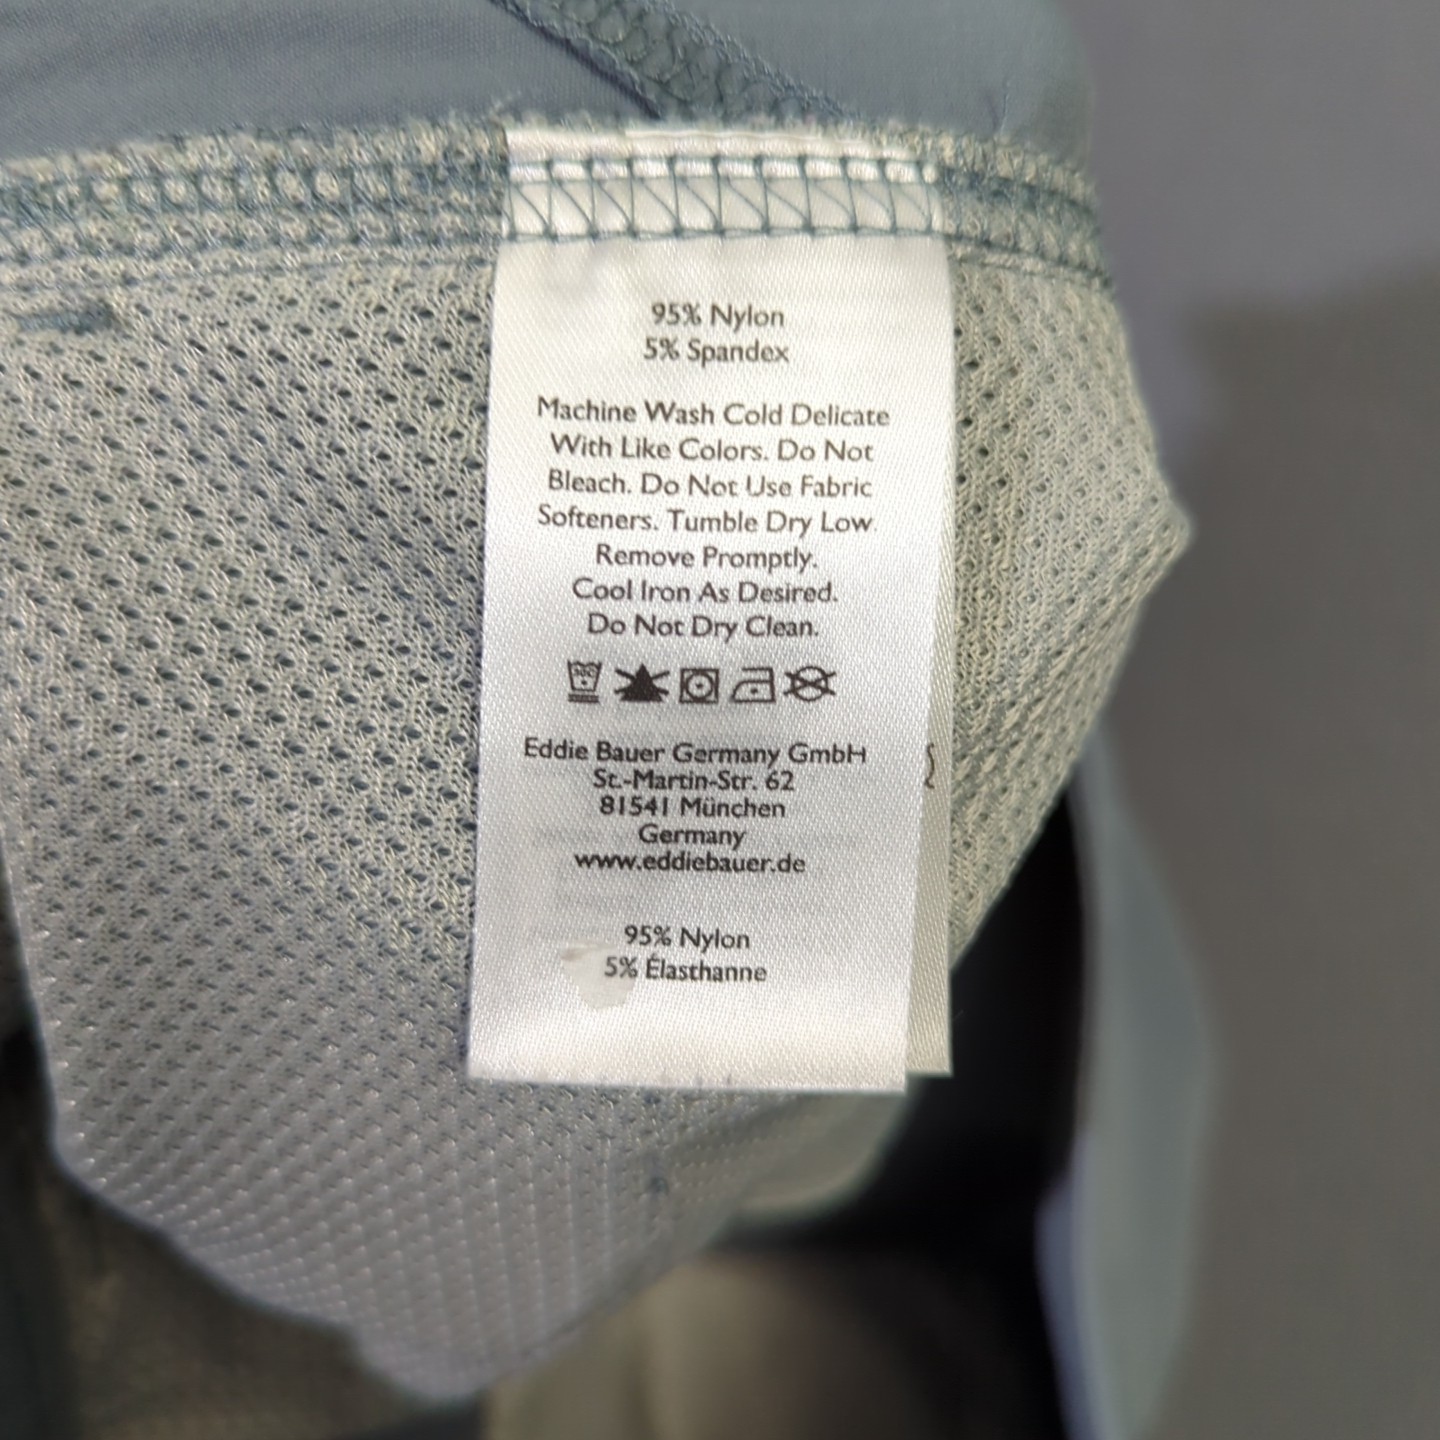 95% Nylon
5% Spandex
Machine Wash Cold Delicate
With Like Colors. Do Not
Bleach. Do Not Use Fabric
Softeners. Tumble Dry Low.
Remove Promptly.
Cool Iron As Desired.
Do Not Dry Clean.
Eddie Bauer Germany GmbH
St.-Martin-Str. 62
81541 München
Germany
www.eddiebauer.de
95% Nylon
5% Élasthanne